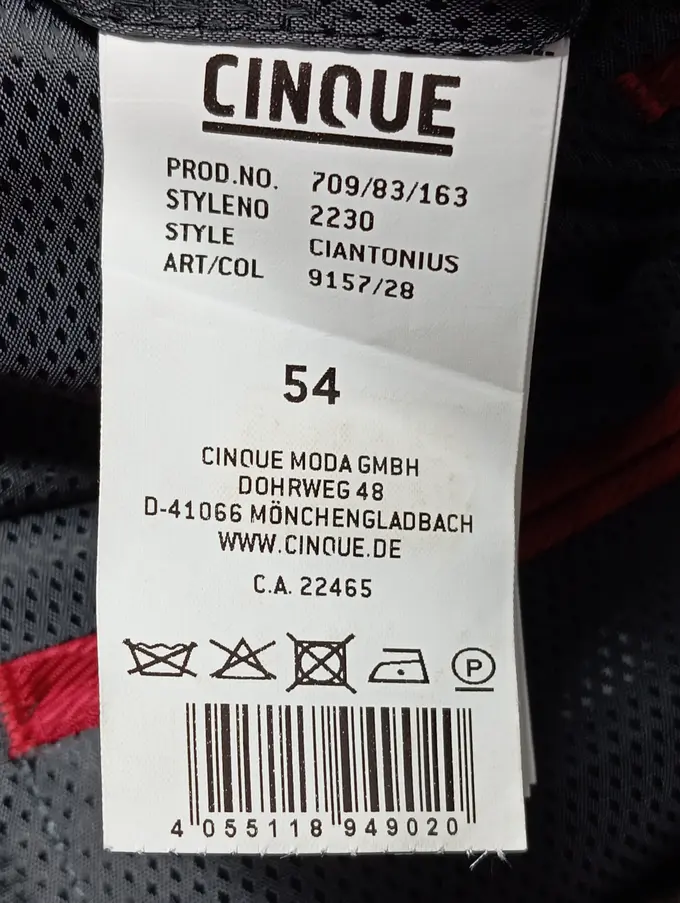 CINQUE
PROD.NO. 709/83/163
STYLENO 2230
STYLE CIANTONIUS
ART/COL 9157/28
54
CINQUE MODA GMBH
DOHRWEG 48
D-41066 MÖNCHENGLADBACH
WWW.CINQUE.DE
C.A. 22465
P
4 055118 949020